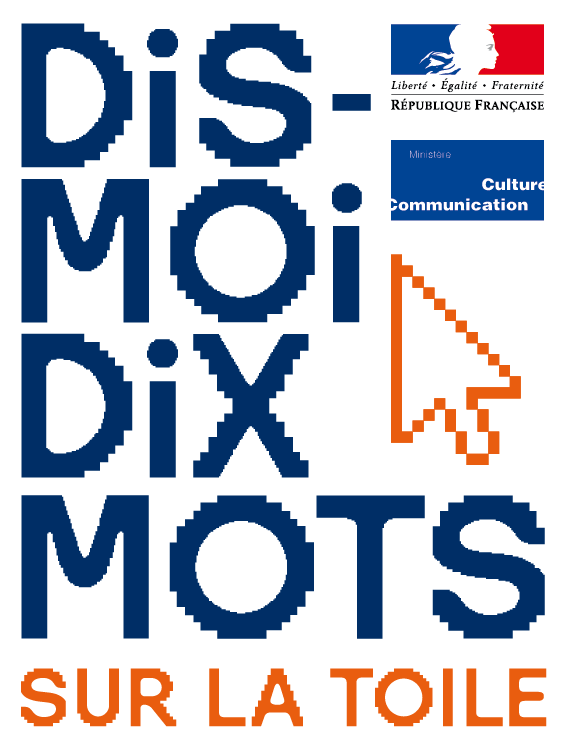 DiS-
MOi
DiX
MOTS
SUR LA TOILE
Liberté • Égalité • Fraternité
RÉPUBLIQUE FRANÇAISE
Ministère
Culture
Communication